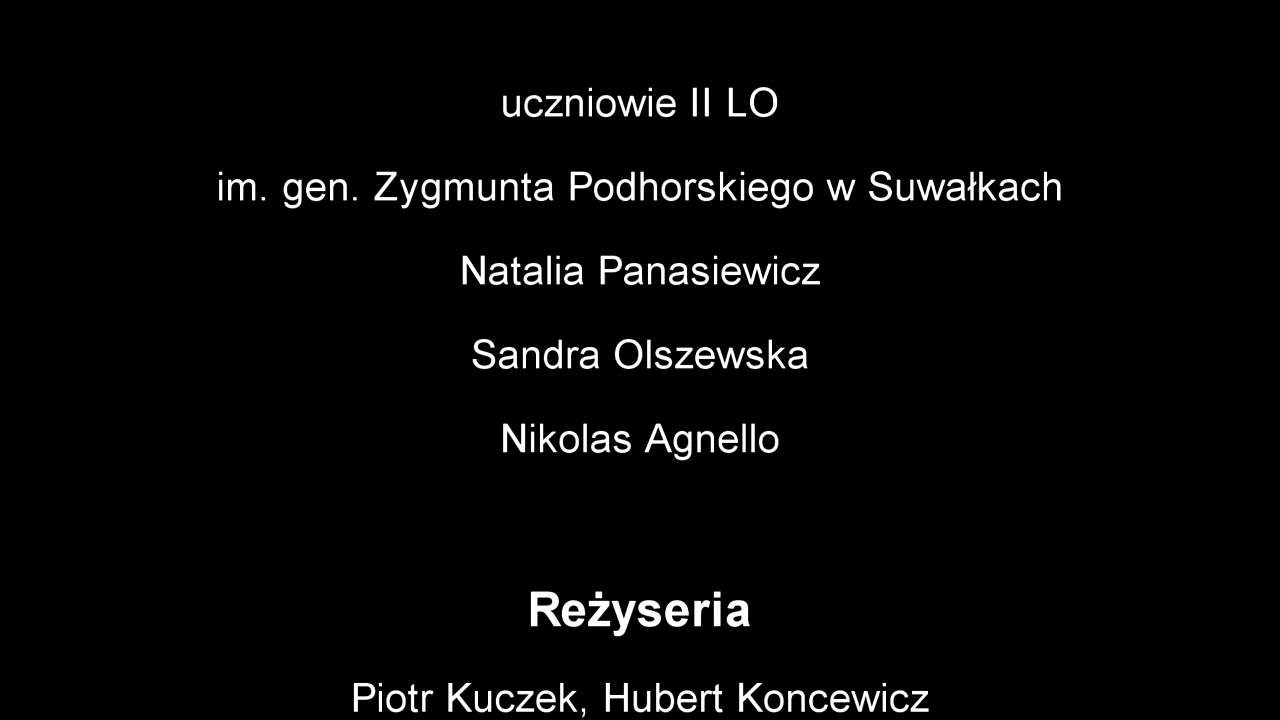 uczniowie II LO
im. gen. Zygmunta Podhorskiego w Suwałkach
Natalia Panasiewicz
Sandra Olszewska
Nikolas Agnello
Reżyseria
Piotr Kuczek, Hubert Koncewicz